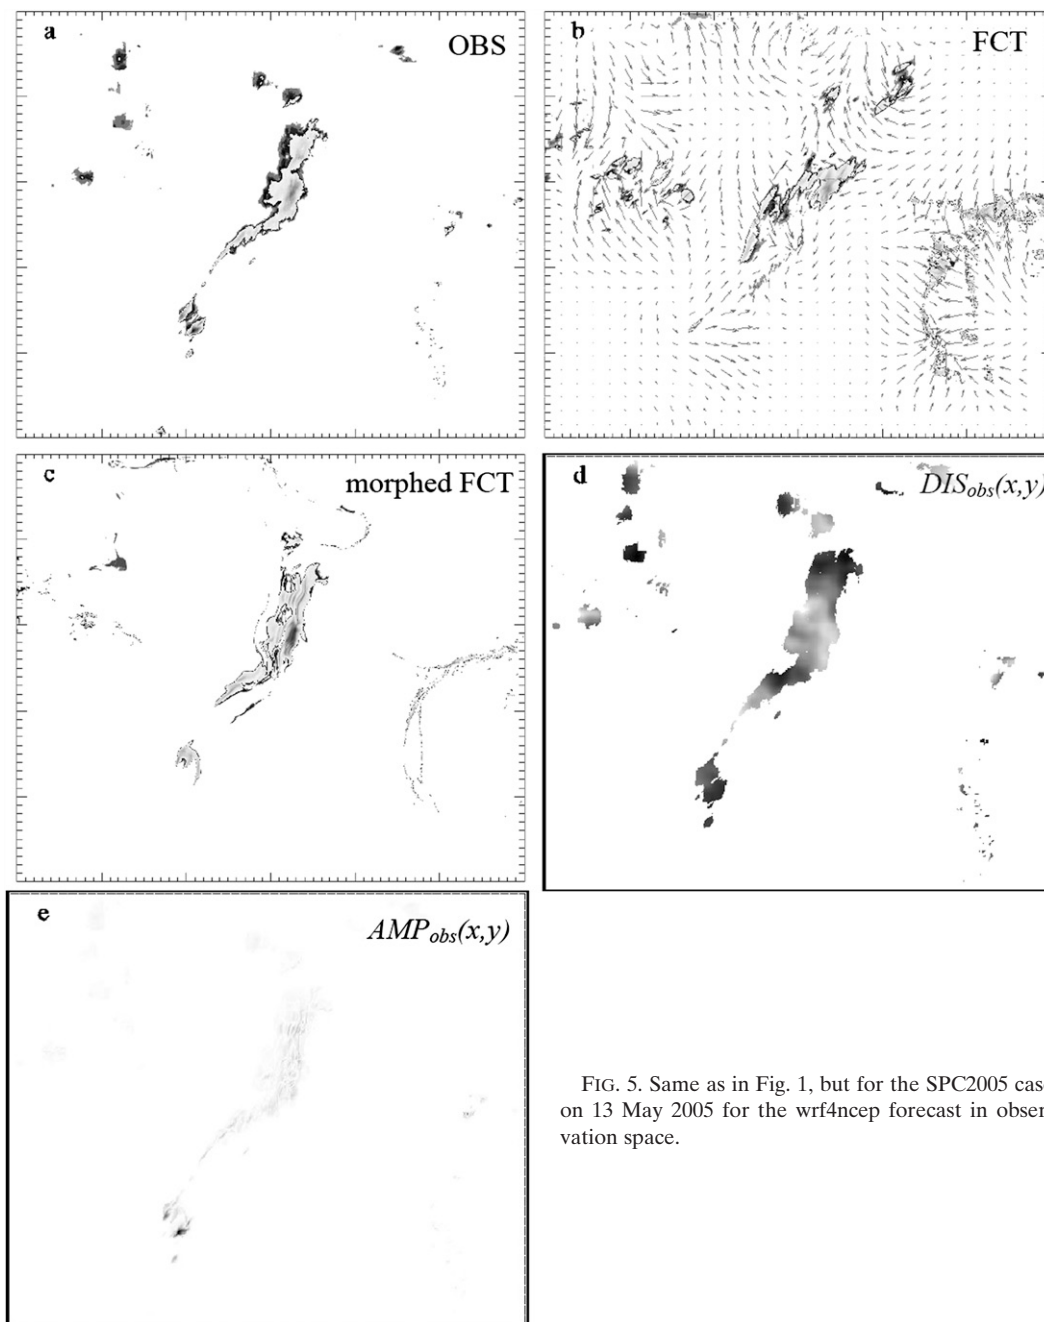 a
OBS
b
FCT
c
morphed FCT
d
DISobs(x,y)
e
AMPobs(x,y)
FIG. 5. Same as in Fig. 1, but for the SPC2005 case
on 13 May 2005 for the wrf4ncep forecast in obser-
vation space.